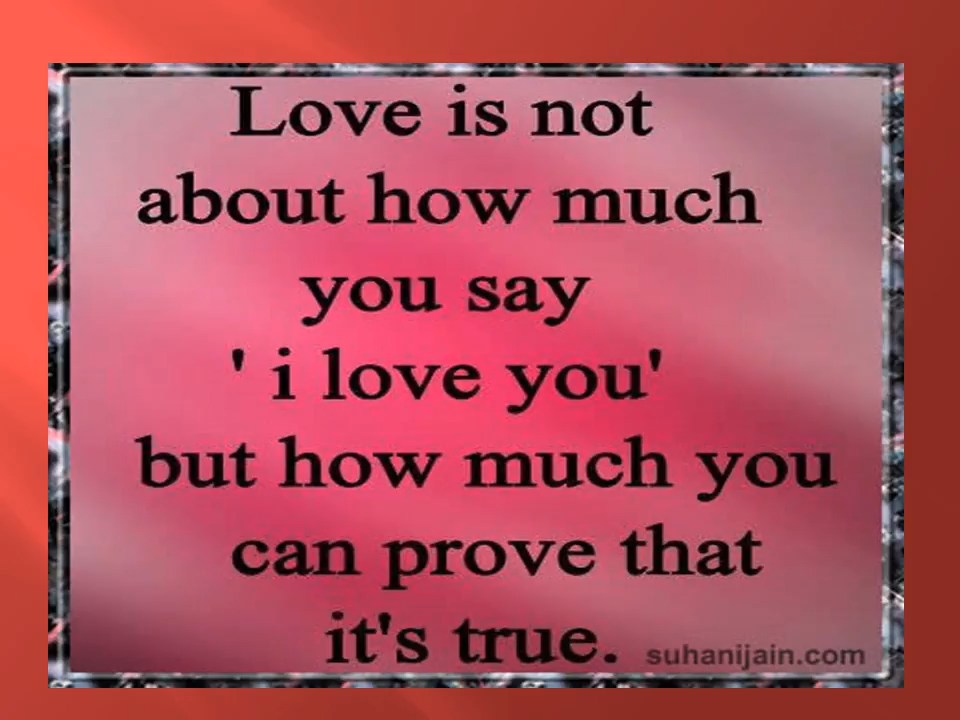 Love is not
about how much
you say
' i love you'
but how much you
can prove that
it's true.
suhanijain.com